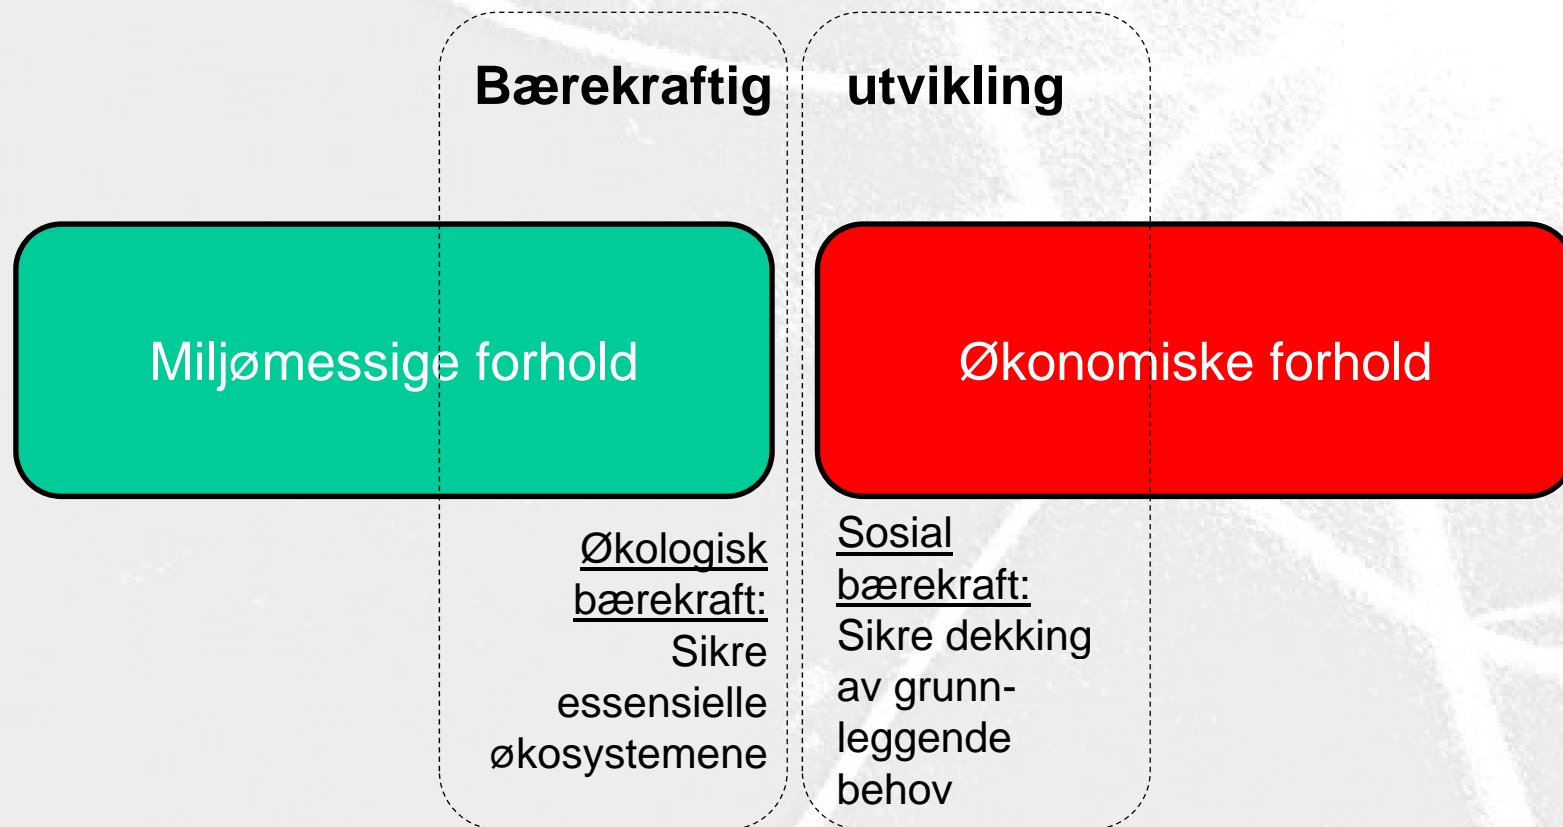 Bærekraftig utvikling
Miljømessige forhold
Økonomiske forhold
Økologisk
bærekraft:
Sikre
essensielle
økosystemene
Sosial
bærekraft:
Sikre dekking
av grunn-
leggende
behov